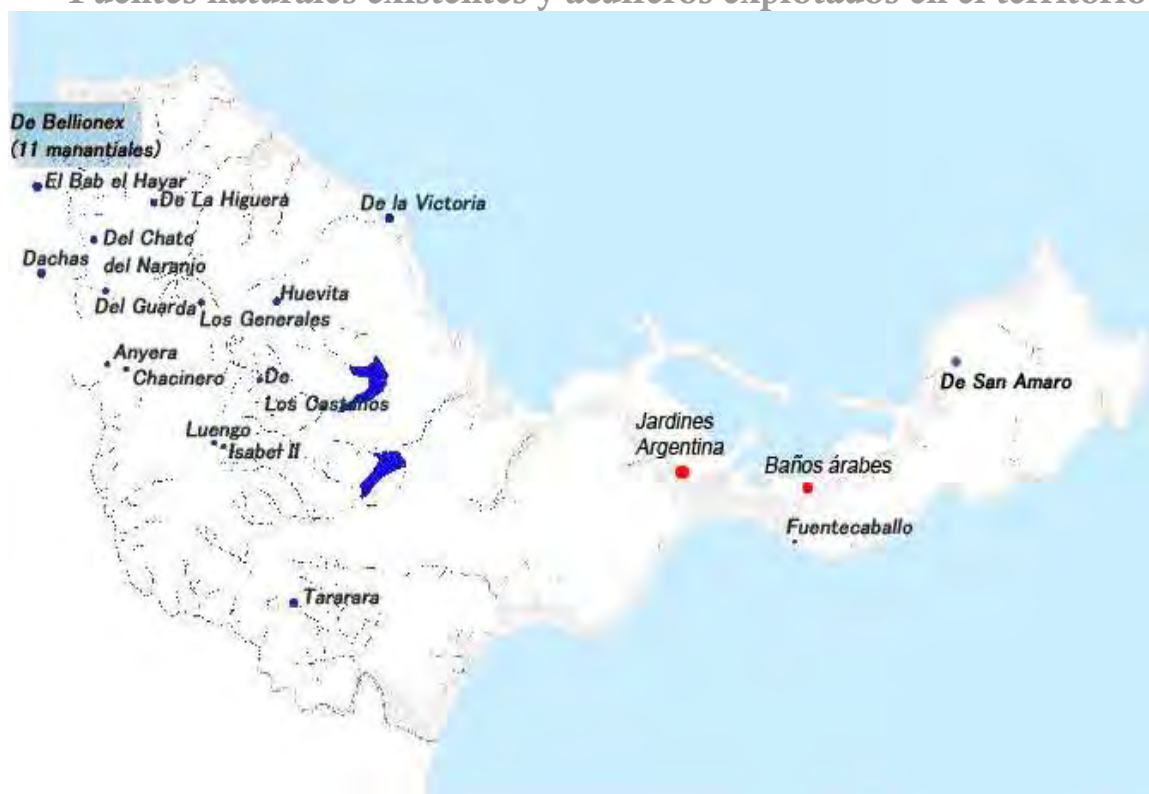 Fuentes naturales existentes y acuíferos explotados en el territorio
De Bellionex
(11 manantiales)
El Bab el Hayar
De La Higuera
De la Victoria
Del Chato
Dachas
del Naranjo
Del Guarda
Huevita
Los Generales
Anyera
Chacinero
De
Los Castaños
Luengo
Isabel II
De San Amaro
Jardines
Argentina
Baños árabes
Fuentecaballo
Tararara